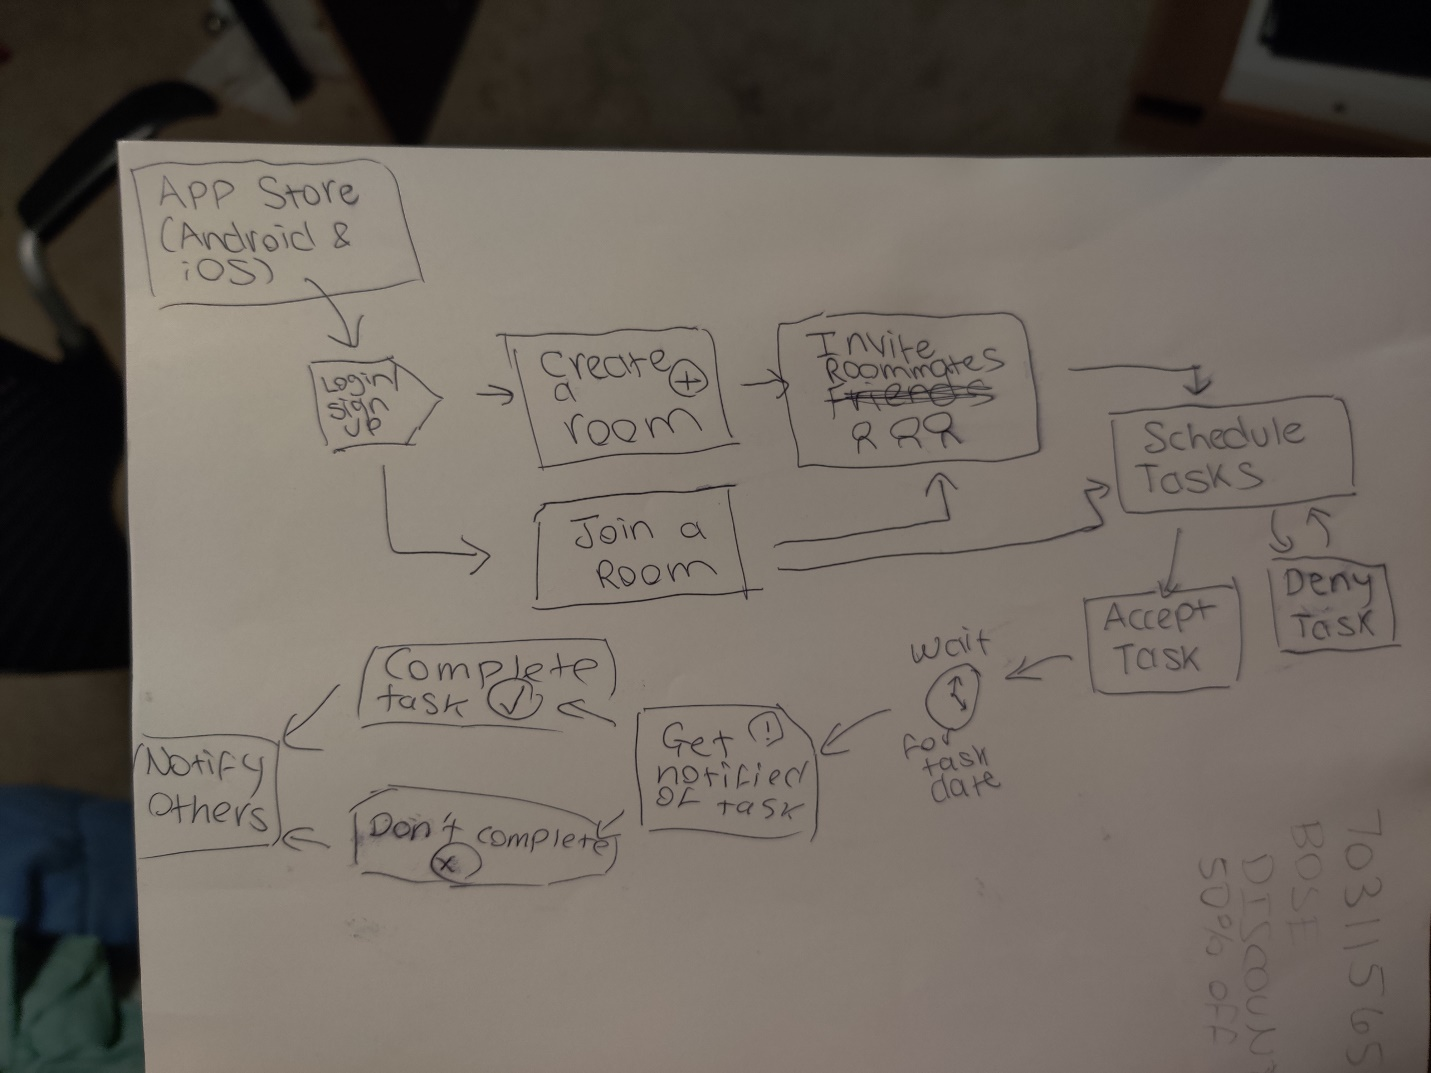 APP Store
(Android &
iOS)
Login/
Sign
up
Create
a
room
+
Invite
Roommates
Friends
Schedule
Tasks
Join a
Room
Deny
Task
Accept
Task
wait
for
task
date
Get !
notified
of task
Complete
task ✓
Don't complete
x
Notify
Others
703115 65
BOSE
DISCOUNT
50% OFF